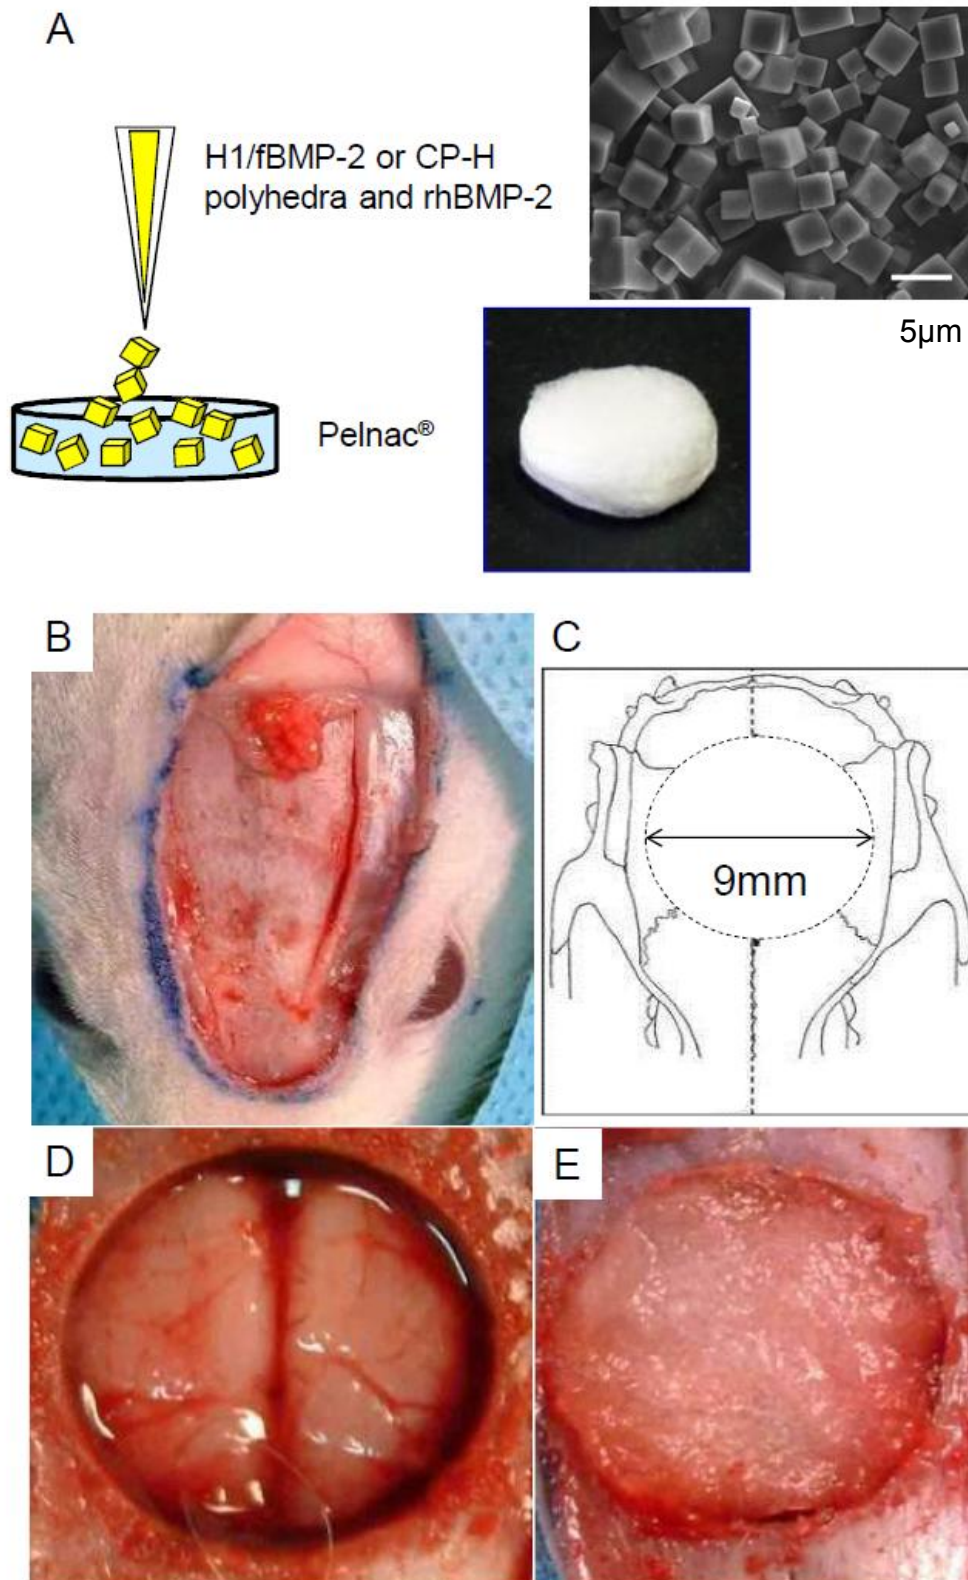 A
H1/fBMP-2 or CP-H
polyhedra and rhBMP-2
5µm
Pelnac®
B
C
9mm
D
E